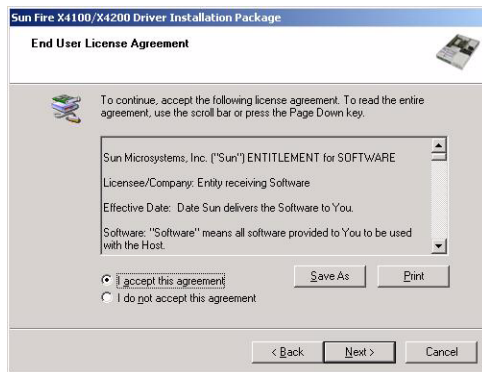 Sun Fire X4100/X4200 Driver Installation Package
End User License Agreement
To continue, accept the following license agreement. To read the entire
agreement, use the scroll bar or press the Page Down key.
Sun Microsystems, Inc. ("Sun") ENTITLEMENT for SOFTWARE
Licensee/Company: Entity receiving Software
Effective Date: Date Sun delivers the Software to You.
Software: "Software" means all software provided to You to be used
with the Host.
I accept this agreement
I do not accept this agreement
Save As
Print
< Back
Next >
Cancel